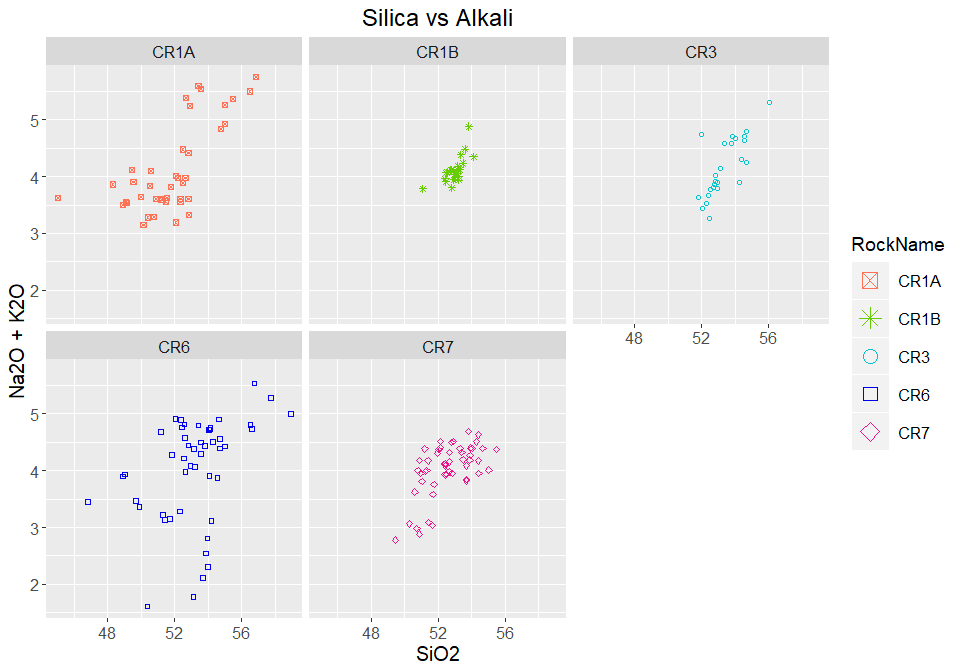 Silica vs Alkali
CR1A
CR1B
CR3
5
4
3
2
48
52
56
CR6
CR7
5
4
3
2
48
52
56
48
52
56
Na2O + K2O
SiO2
RockName
CR1A
CR1B
CR3
CR6
CR7